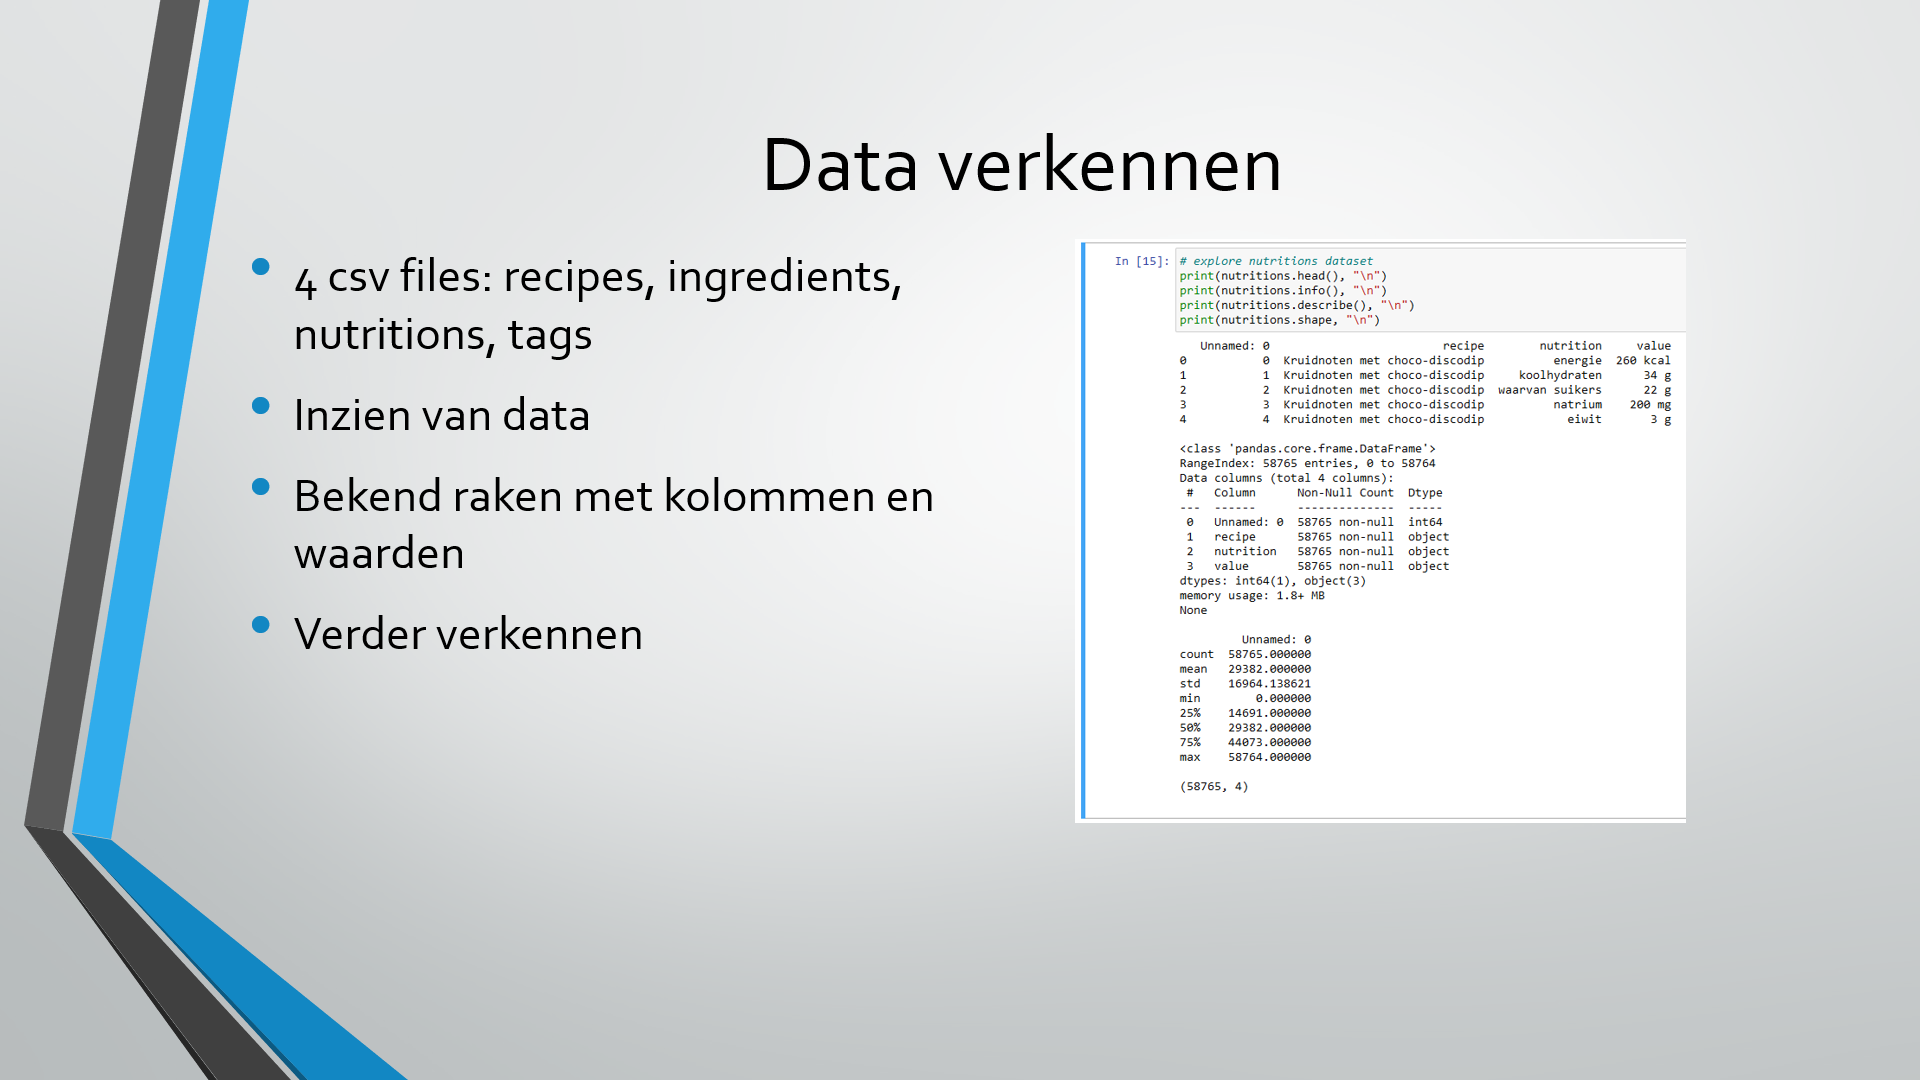 Data verkennen
• 4 csv files: recipes, ingredients,
nutritions, tags
• Inzien van data
• Bekend raken met kolommen en
waarden
• Verder verkennen
In [15]: # explore nutritions dataset
print(nutritions.head(), "\n")
print(nutritions.info(), "\n")
print(nutritions.describe(), "\n")
print(nutritions.shape, "\n")
   Unnamed: 0                         recipe        nutrition     value
0           0  Kruidnoten met choco-discodip          energie  260 kcal
1           1  Kruidnoten met choco-discodip     koolhydraten      34 g
2           2  Kruidnoten met choco-discodip  waarvan suikers      22 g
3           3  Kruidnoten met choco-discodip          natrium    200 mg
4           4  Kruidnoten met choco-discodip            eiwit       3 g
<class 'pandas.core.frame.DataFrame'>
RangeIndex: 58765 entries, 0 to 58764
Data columns (total 4 columns):
 #   Column      Non-Null Count  Dtype
---  ------      --------------  -----
 0   Unnamed: 0  58765 non-null  int64
 1   recipe      58765 non-null  object
 2   nutrition   58765 non-null  object
 3   value       58765 non-null  object
dtypes: int64(1), object(3)
memory usage: 1.8+ MB
None
         Unnamed: 0
count  58765.000000
mean   29382.000000
std    16964.138621
min        0.000000
25%    14691.000000
50%    29382.000000
75%    44073.000000
max    58764.000000
(58765, 4)